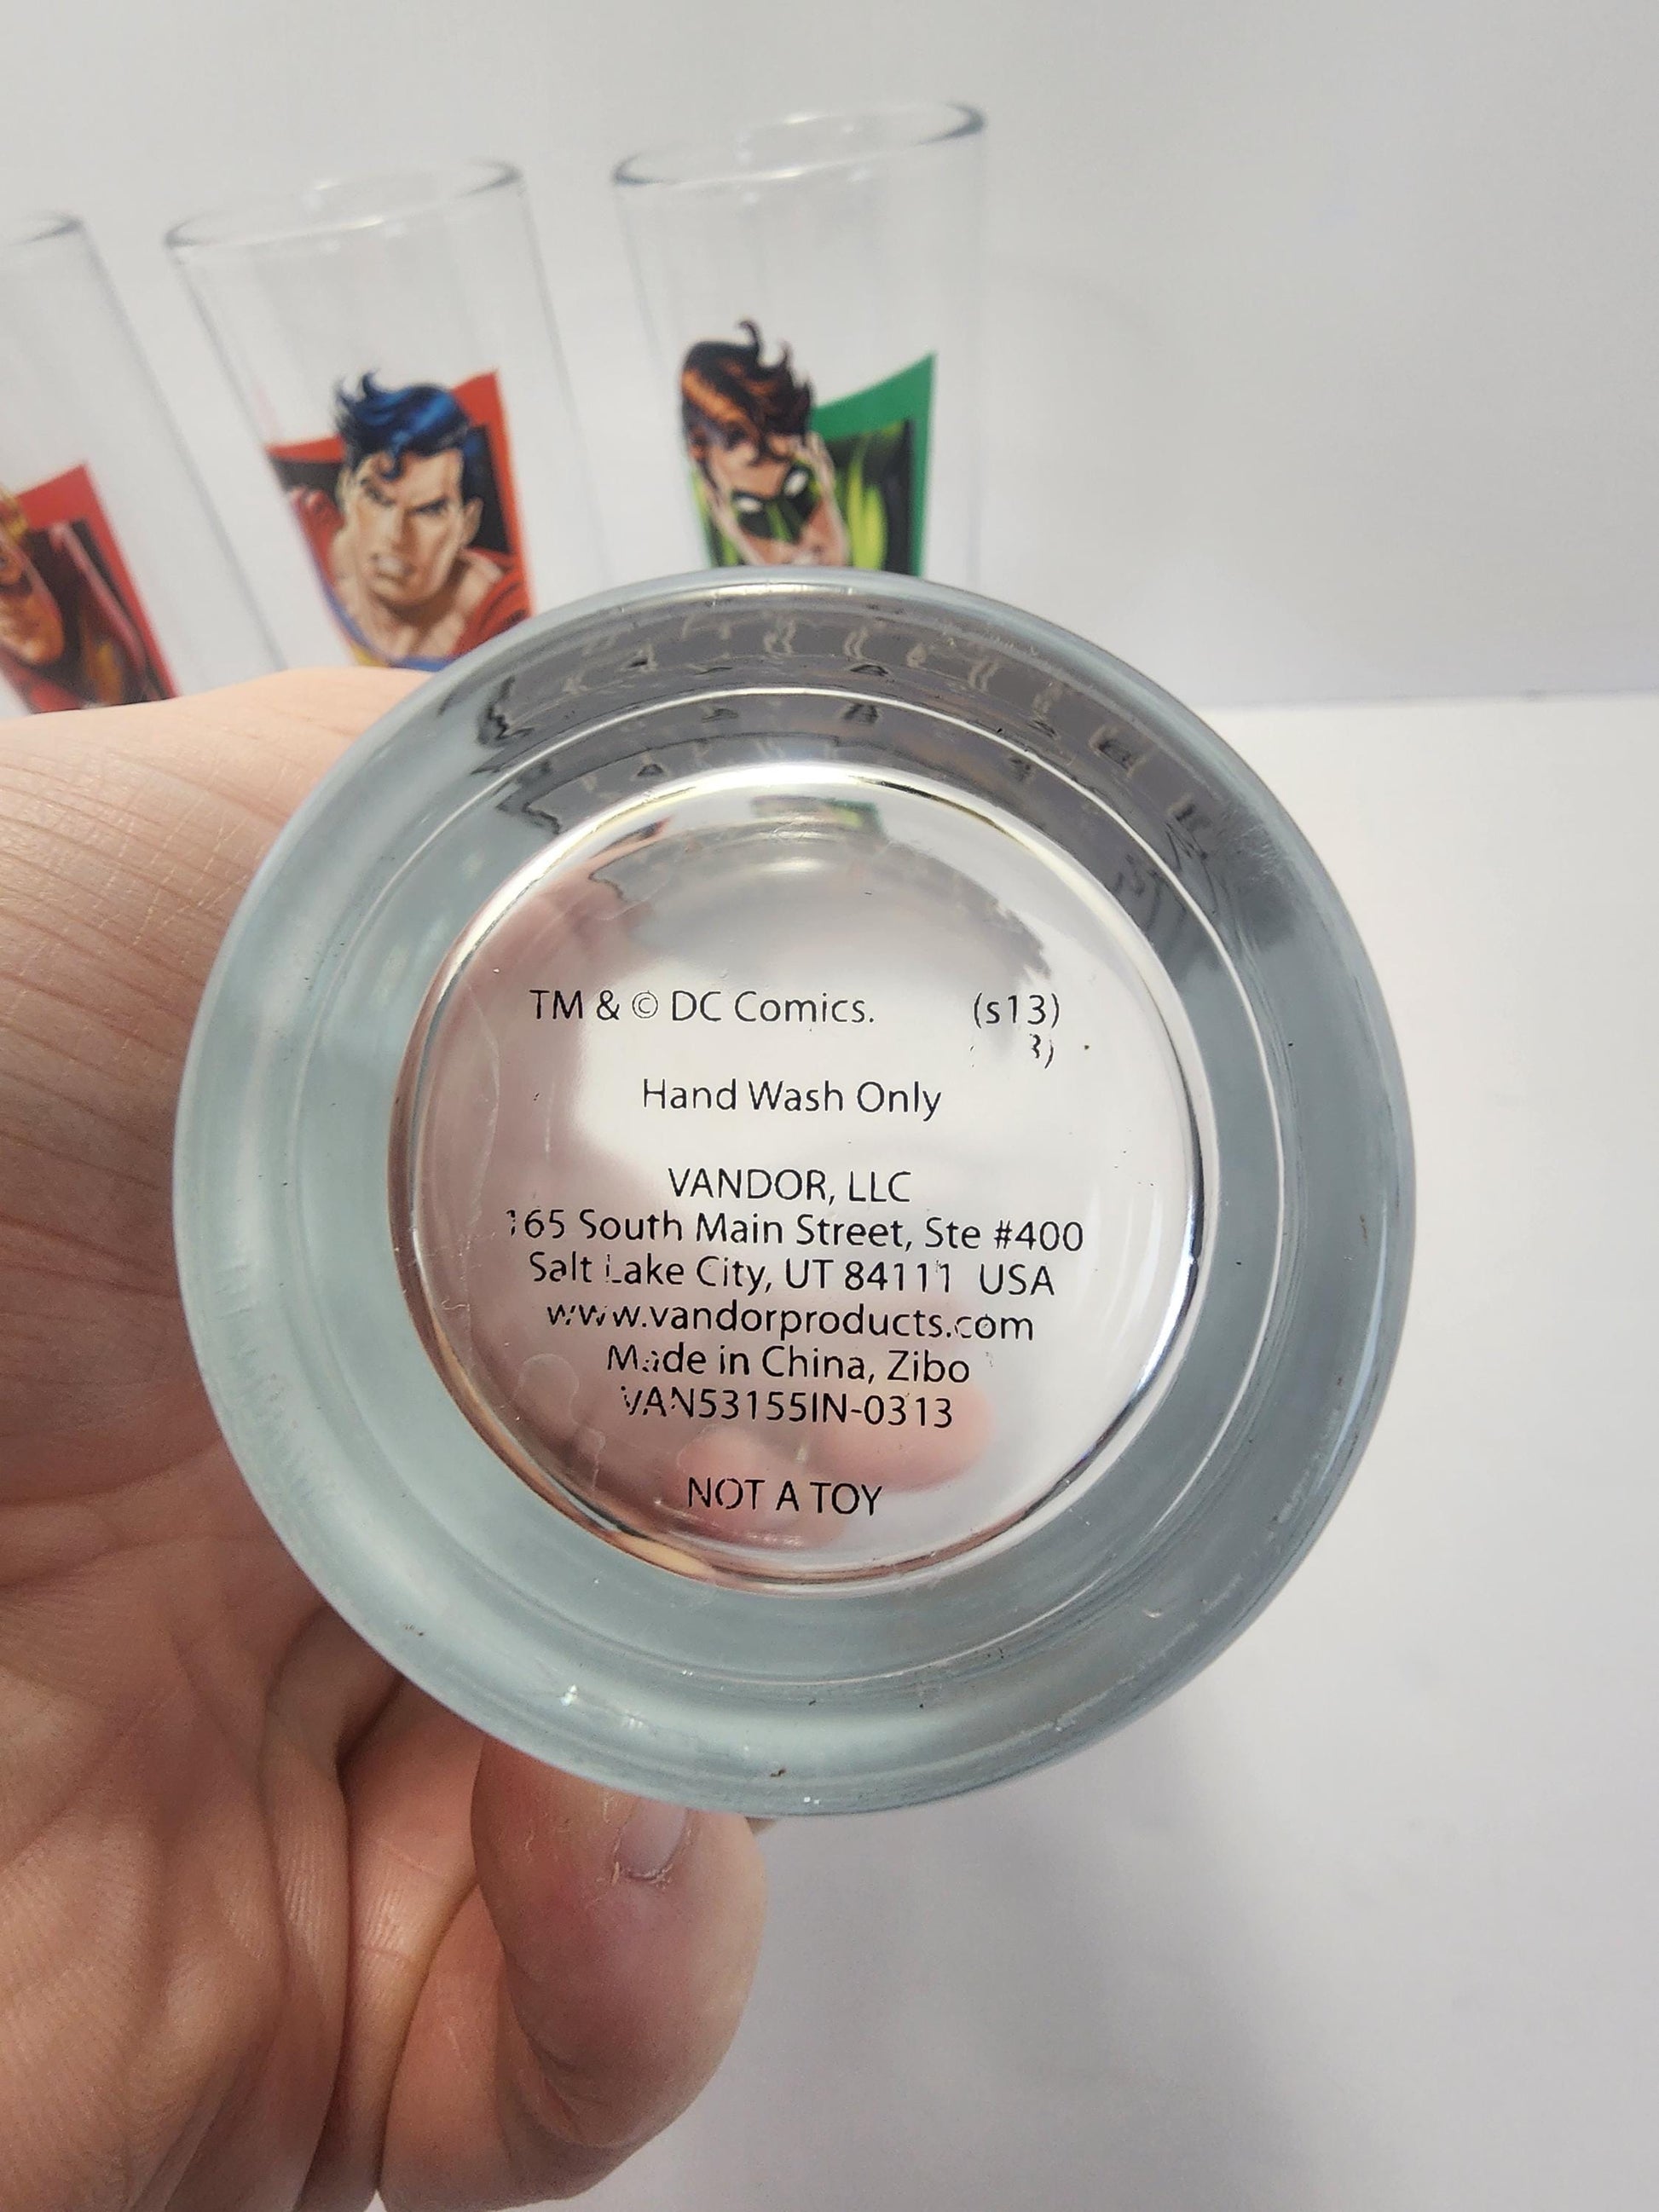 TM & © DC Comics. (s13)
3)
Hand Wash Only
VANDOR, LLC
165 South Main Street, Ste #400
Salt Lake City, UT 84111 USA
www.vandorproducts.com
Made in China, Zibo
VAN53155IN-0313
NOT A TOY